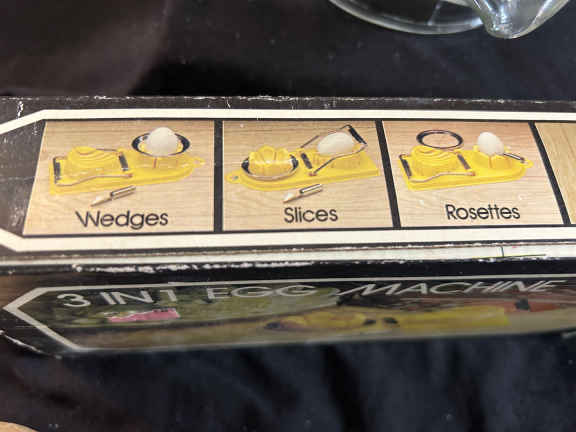 Wedges
Slices
Rosettes
3 IN 1 EGG MACHINE